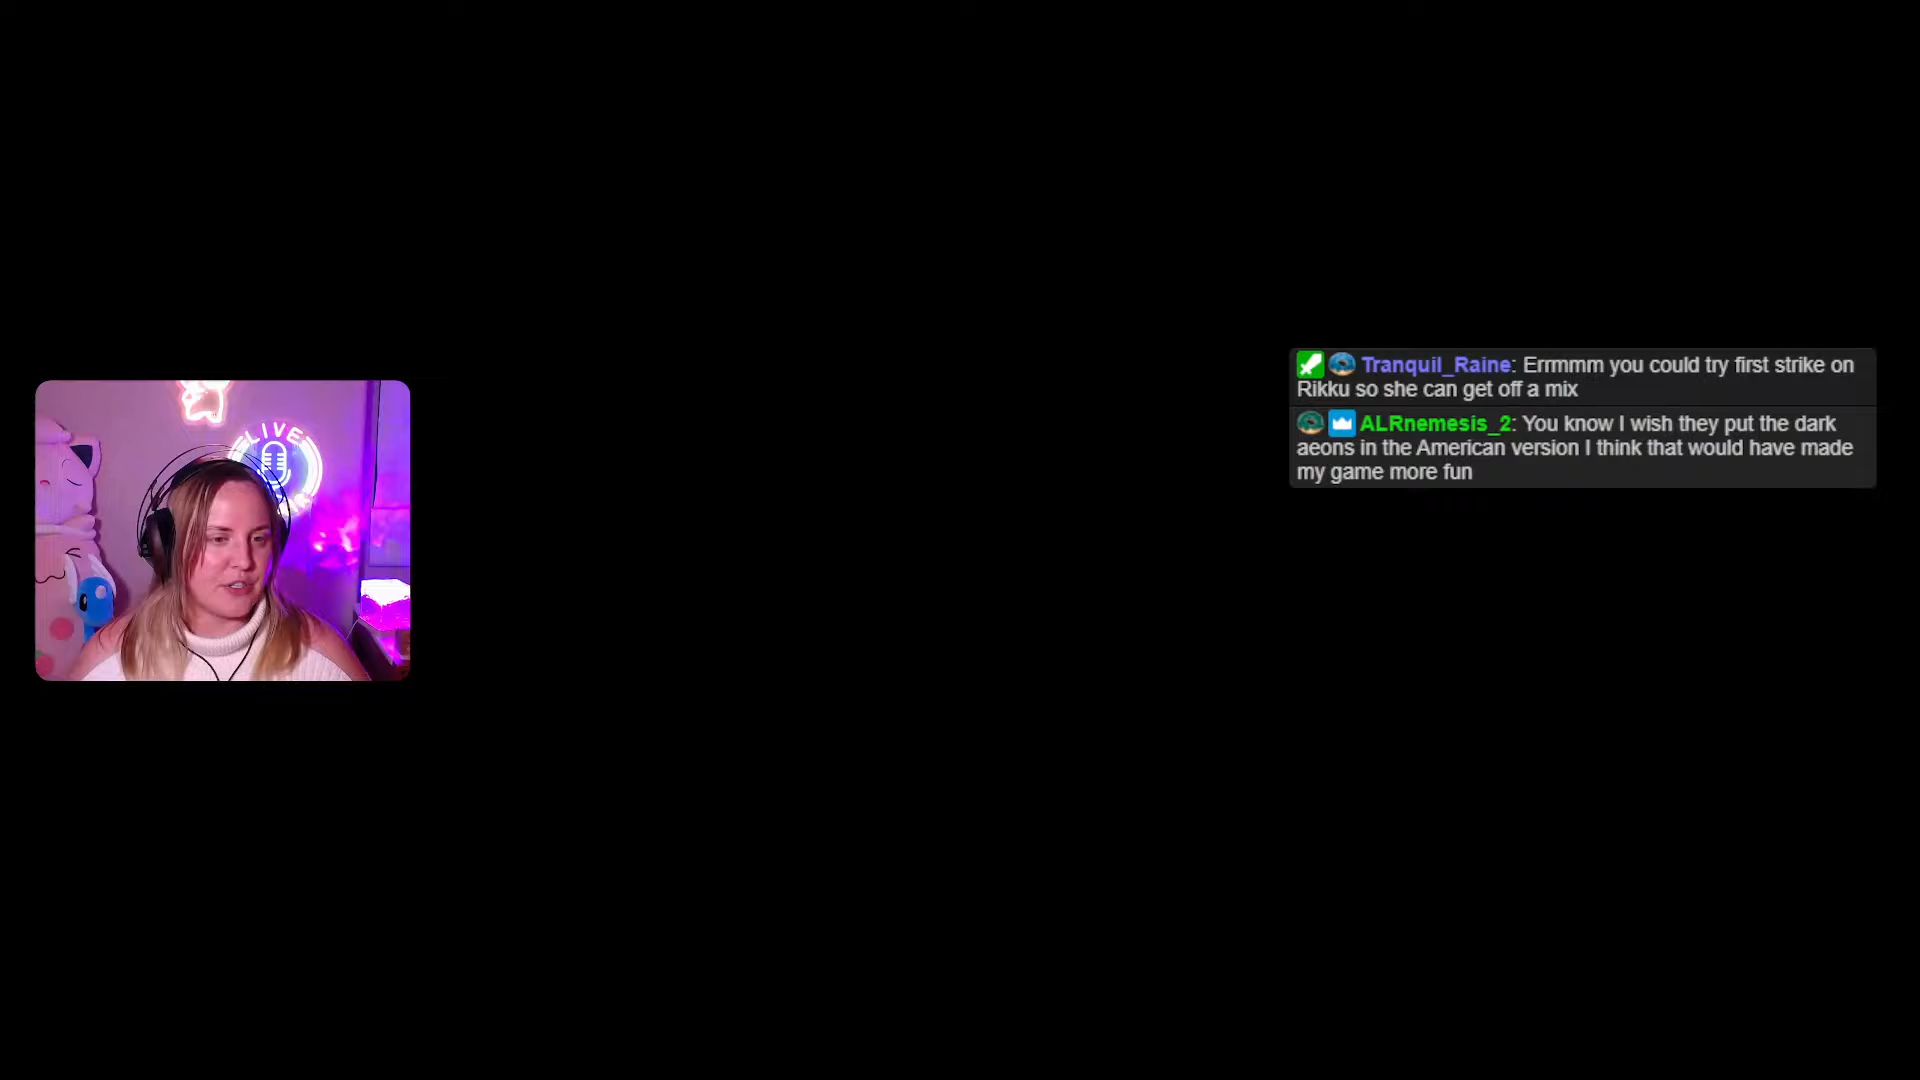 LIVE
Tranquil_Raine: Errmmm you could try first strike on
Rikku so she can get off a mix
ALRnemesis_2: You know I wish they put the dark
aeons in the American version I think that would have made
my game more fun